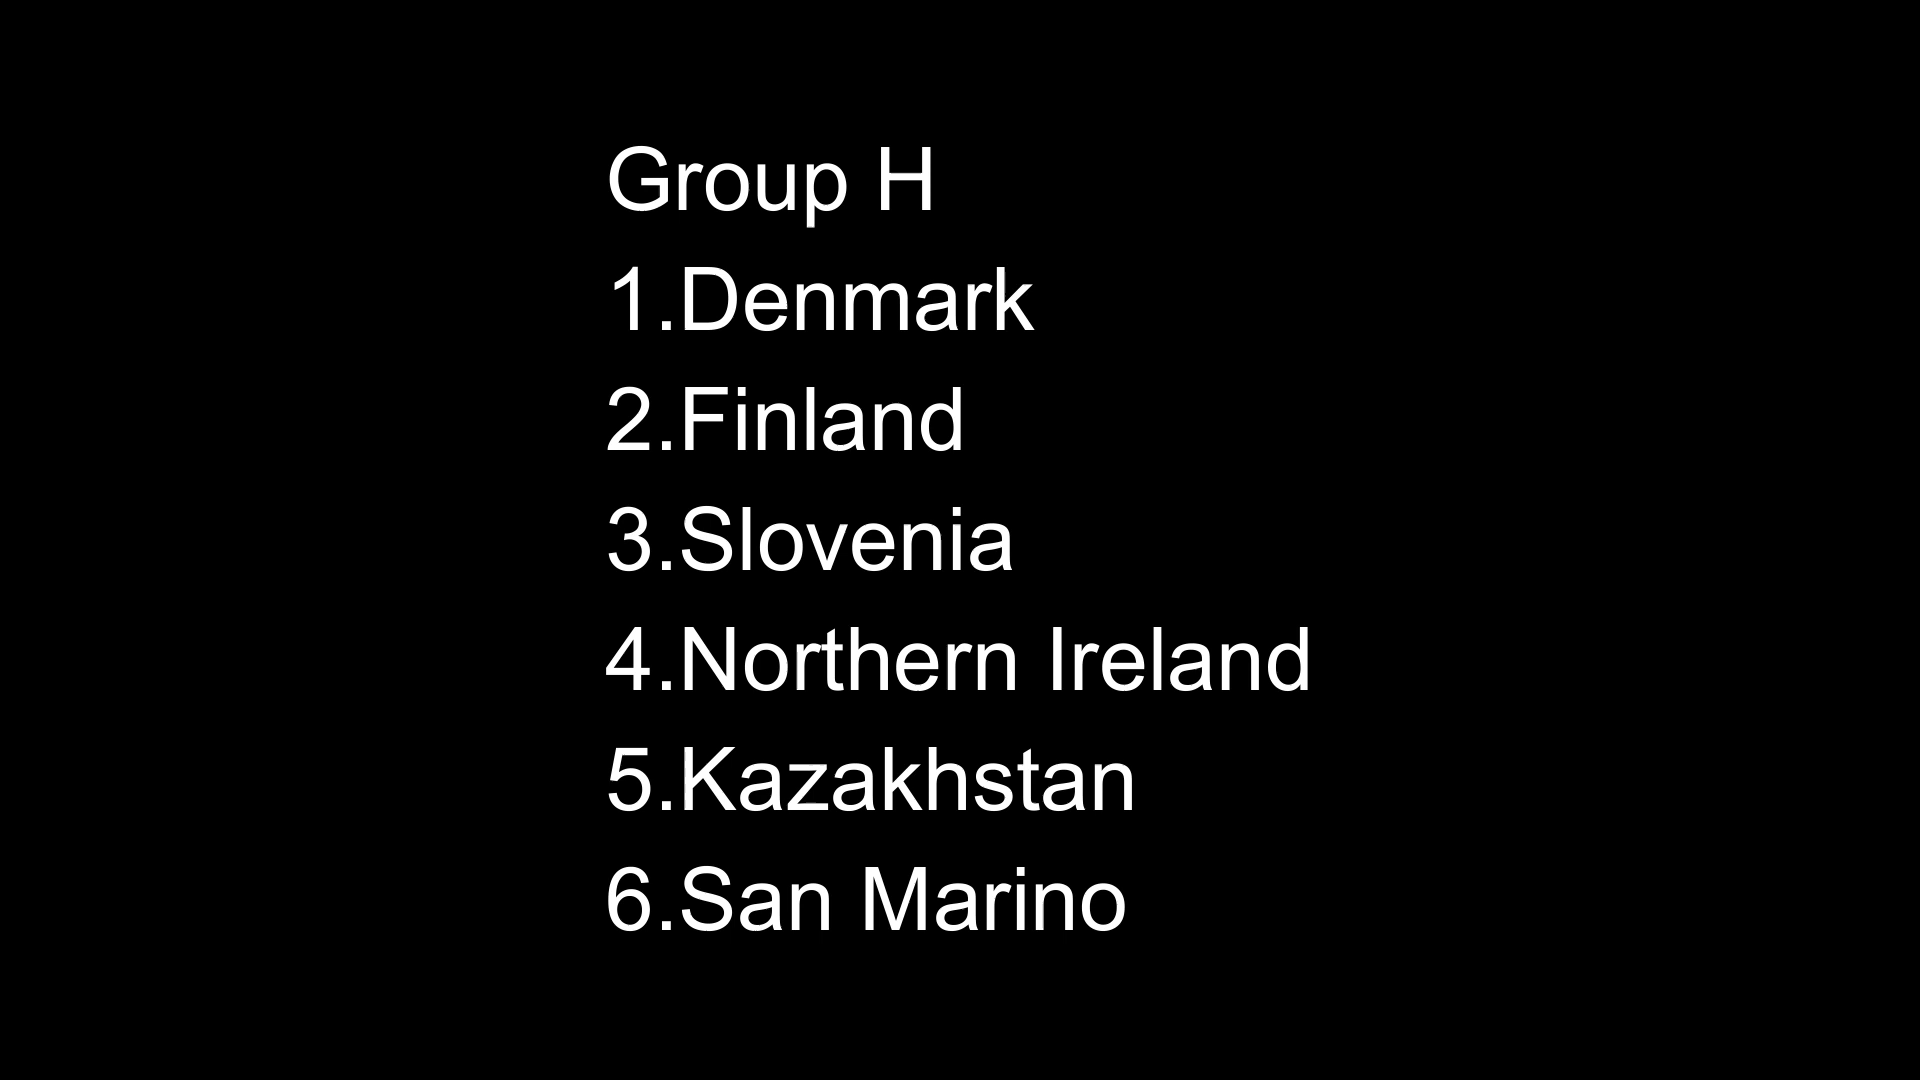 Group H
1.Denmark
2.Finland
3.Slovenia
4.Northern Ireland
5.Kazakhstan
6.San Marino